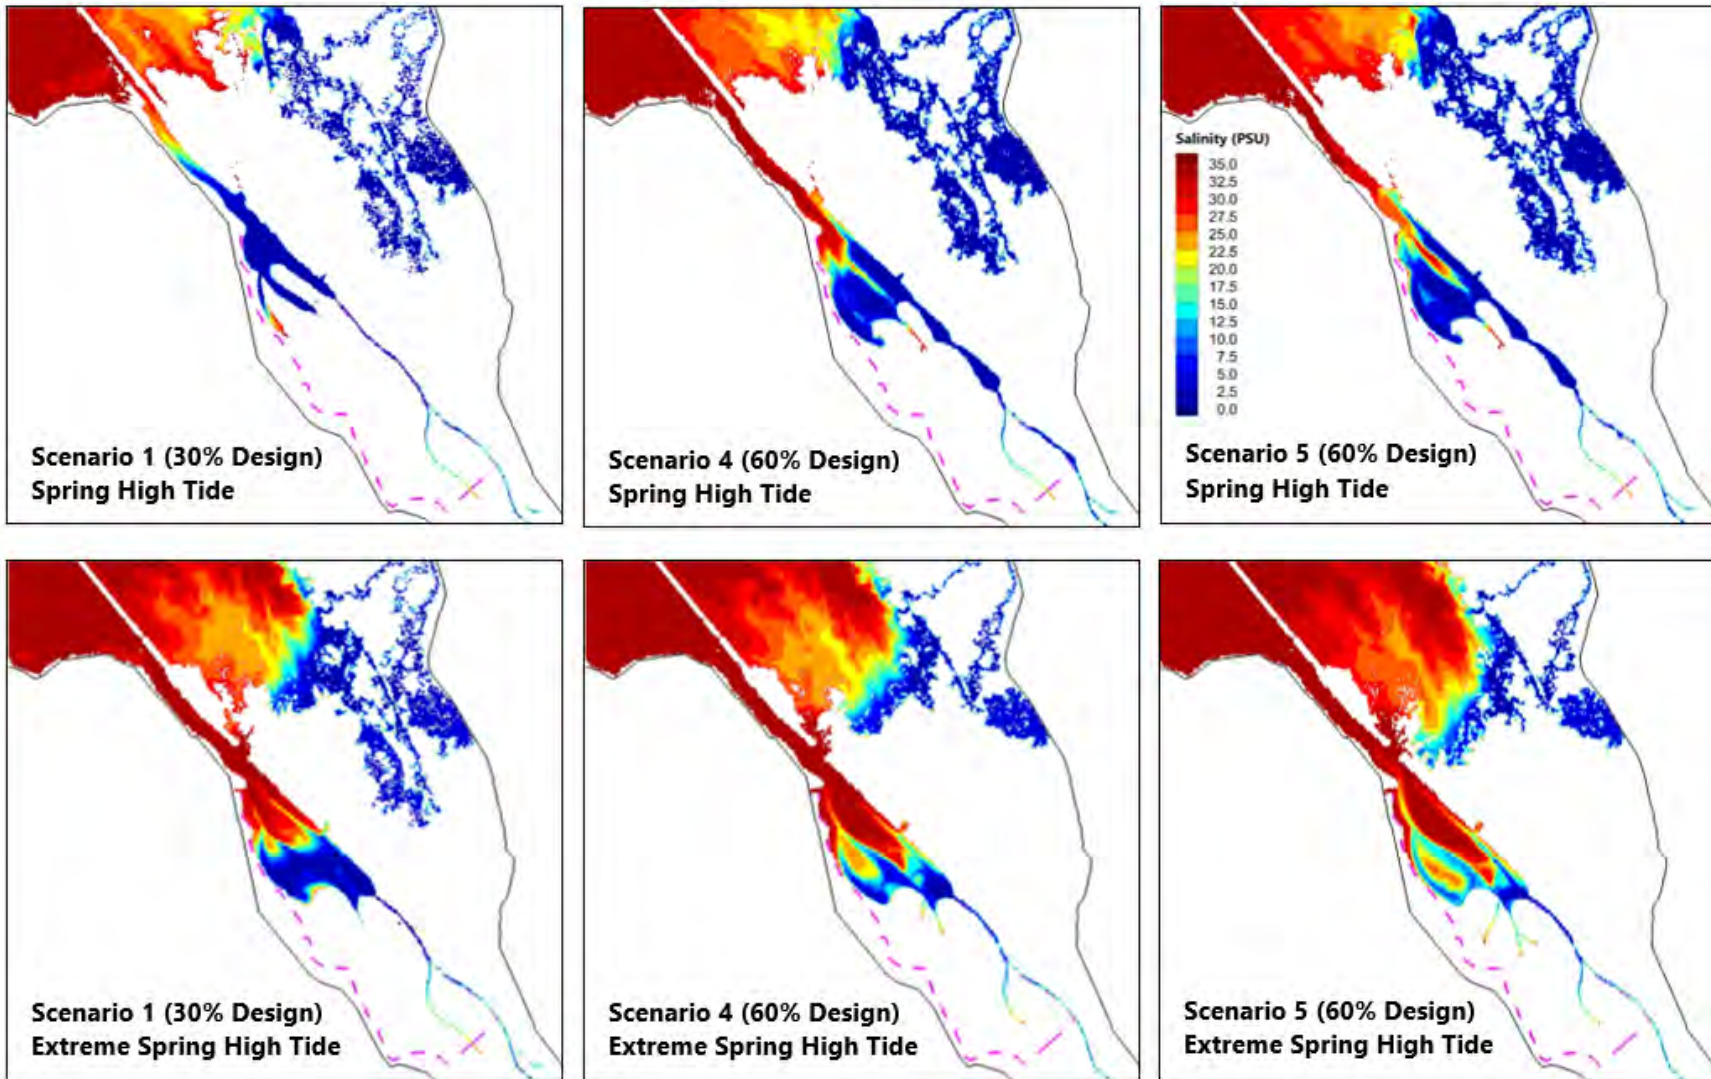 Salinity (PSU)
35.0
32.5
30.0
27.5
25.0
22.5
20.0
17.5
15.0
12.5
10.0
7.5
5.0
2.5
0.0
Scenario 1 (30% Design)
Spring High Tide
Scenario 4 (60% Design)
Spring High Tide
Scenario 5 (60% Design)
Spring High Tide
Scenario 1 (30% Design)
Extreme Spring High Tide
Scenario 4 (60% Design)
Extreme Spring High Tide
Scenario 5 (60% Design)
Extreme Spring High Tide